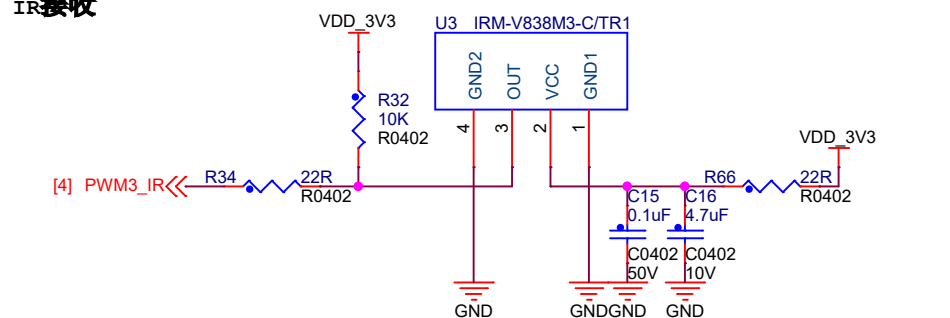 IR接收
VDD_3V3
U3 IRM-V838M3-C/TR1
GND2
OUT
VCC
GND1
4
3
2
1
R32
10K
R0402
VDD_3V3
[4] PWM3_IR
R34
22R
R0402
R66
22R
R0402
C15
0.1uF
C0402
50V
C16
4.7uF
C0402
10V
GND
GND
GND
GND